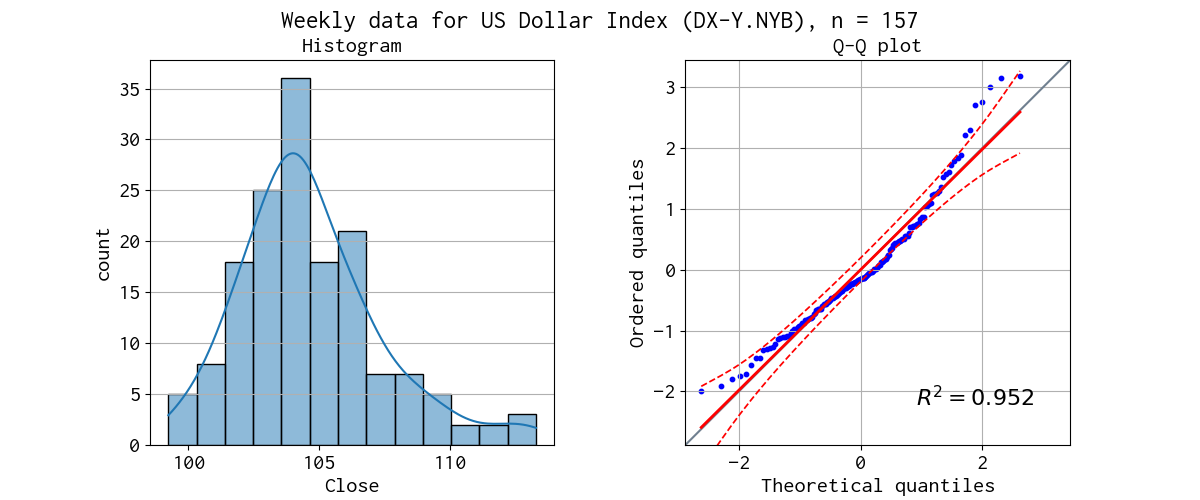 Weekly data for US Dollar Index (DX-Y.NYB), n = 157
Histogram
35
30
25
20
15
10
5
0
count
100 105 110
Close
Q-Q plot
3
2
1
0
−1
−2
Ordered quantiles
R² = 0.952
−2 0 2
Theoretical quantiles